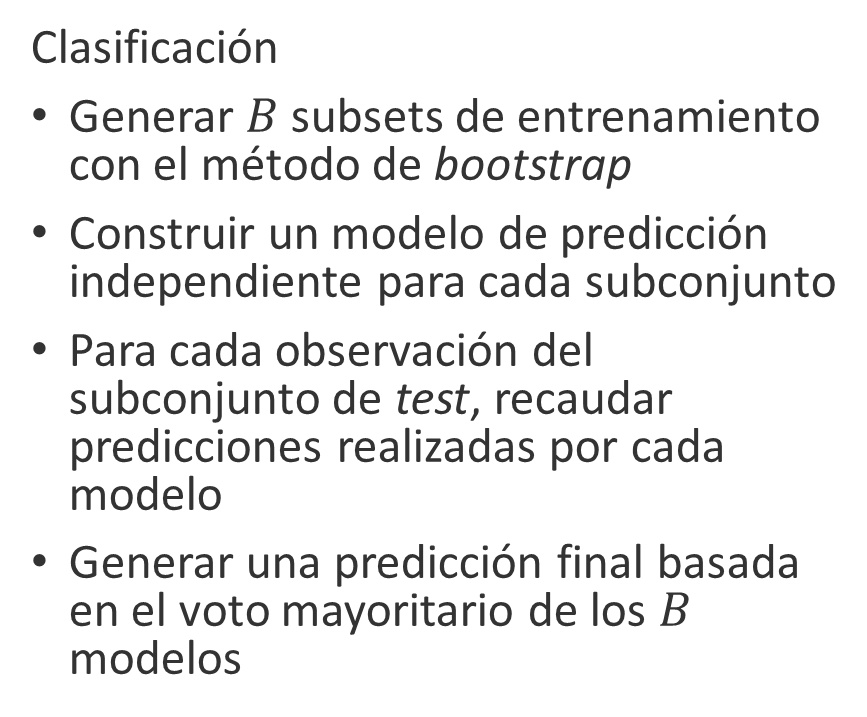 Clasificación
• Generar B subsets de entrenamiento
con el método de bootstrap
• Construir un modelo de predicción
independiente para cada subconjunto
• Para cada observación del
subconjunto de test, recaudar
predicciones realizadas por cada
modelo
• Generar una predicción final basada
en el voto mayoritario de los B
modelos